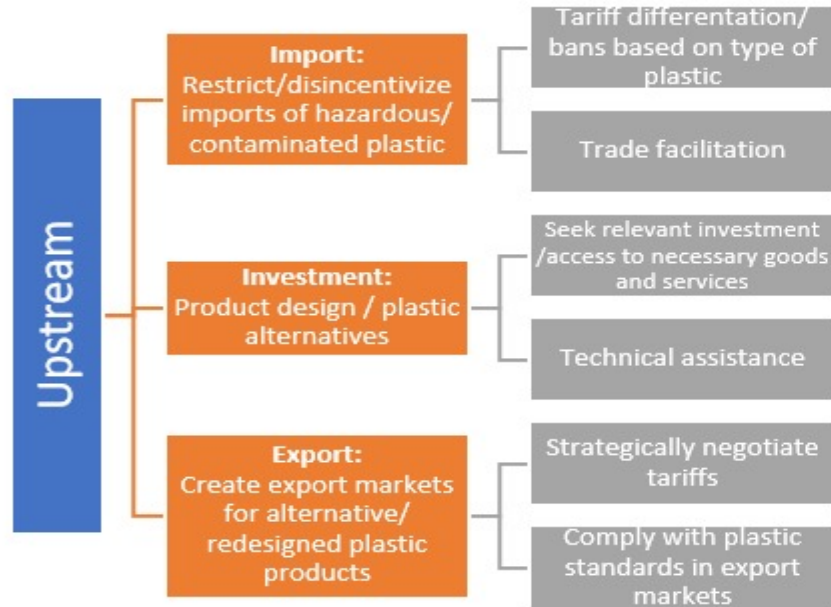 Upstream
Import:
Restrict/disincentivize
imports of hazardous/
contaminated plastic
Tariff differentation/
bans based on type of
plastic
Trade facilitation
Investment:
Product design / plastic
alternatives
Seek relevant investment
/access to necessary goods
and services
Technical assistance
Export:
Create export markets
for alternative/
redesigned plastic
products
Strategically negotiate
tariffs
Comply with plastic
standards in export
markets